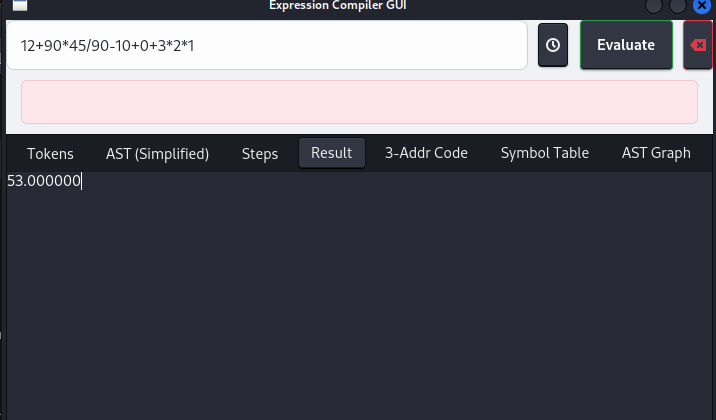 Expression Compiler GUI
12+90*45/90-10+0+3*2*1
Evaluate
Tokens AST (Simplified) Steps Result 3-Addr Code Symbol Table AST Graph
53.000000